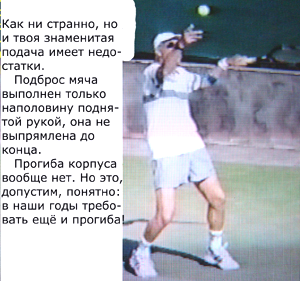 Как ни странно, но
и твоя знаменитая
подача имеет недо-
статки.
Подброс мяча
выполнен только
наполовину подня-
той рукой, она не
выпрямлена до
конца.
Прогиба корпуса
вообще нет. Но это,
допустим, понятно:
в наши годы требо-
вать ещё и прогиба!